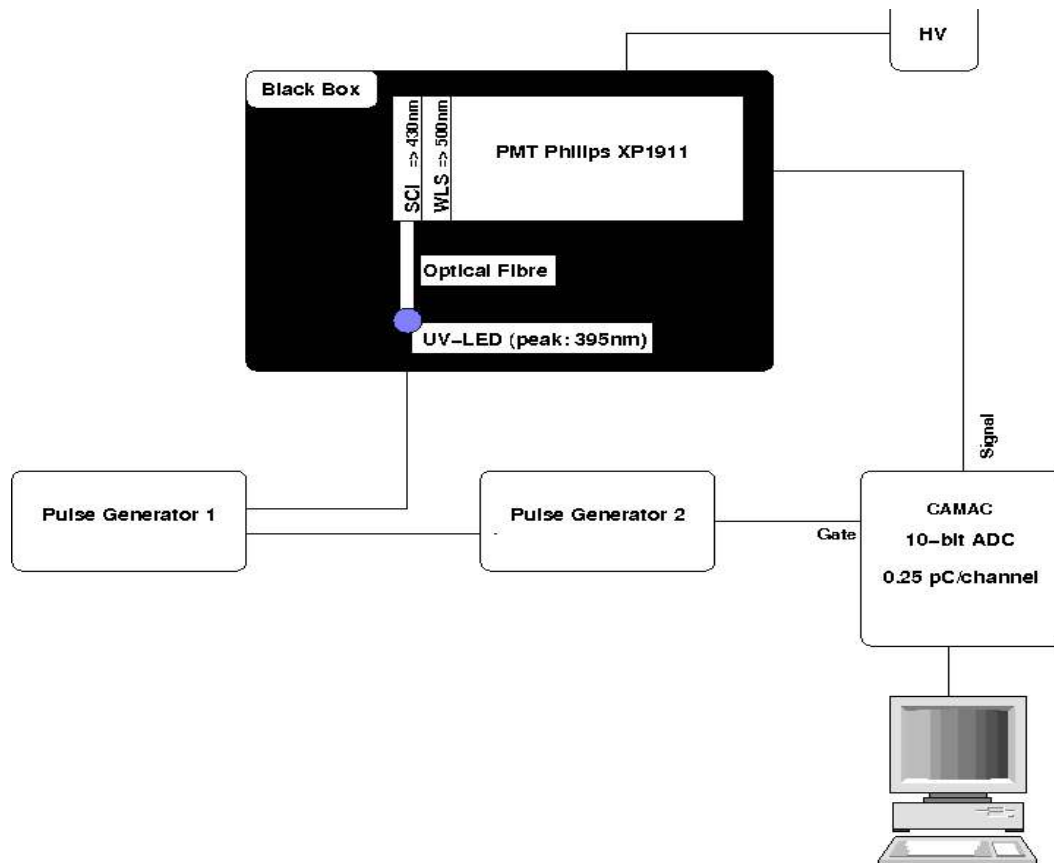 HV
Black Box
SCI => 430nm
WLS => 500nm
PMT Philips XP1911
Optical Fibre
UV-LED (peak: 395nm)
Signal
Pulse Generator 1
Pulse Generator 2
Gate
CAMAC
10-bit ADC
0.25 pC/channel